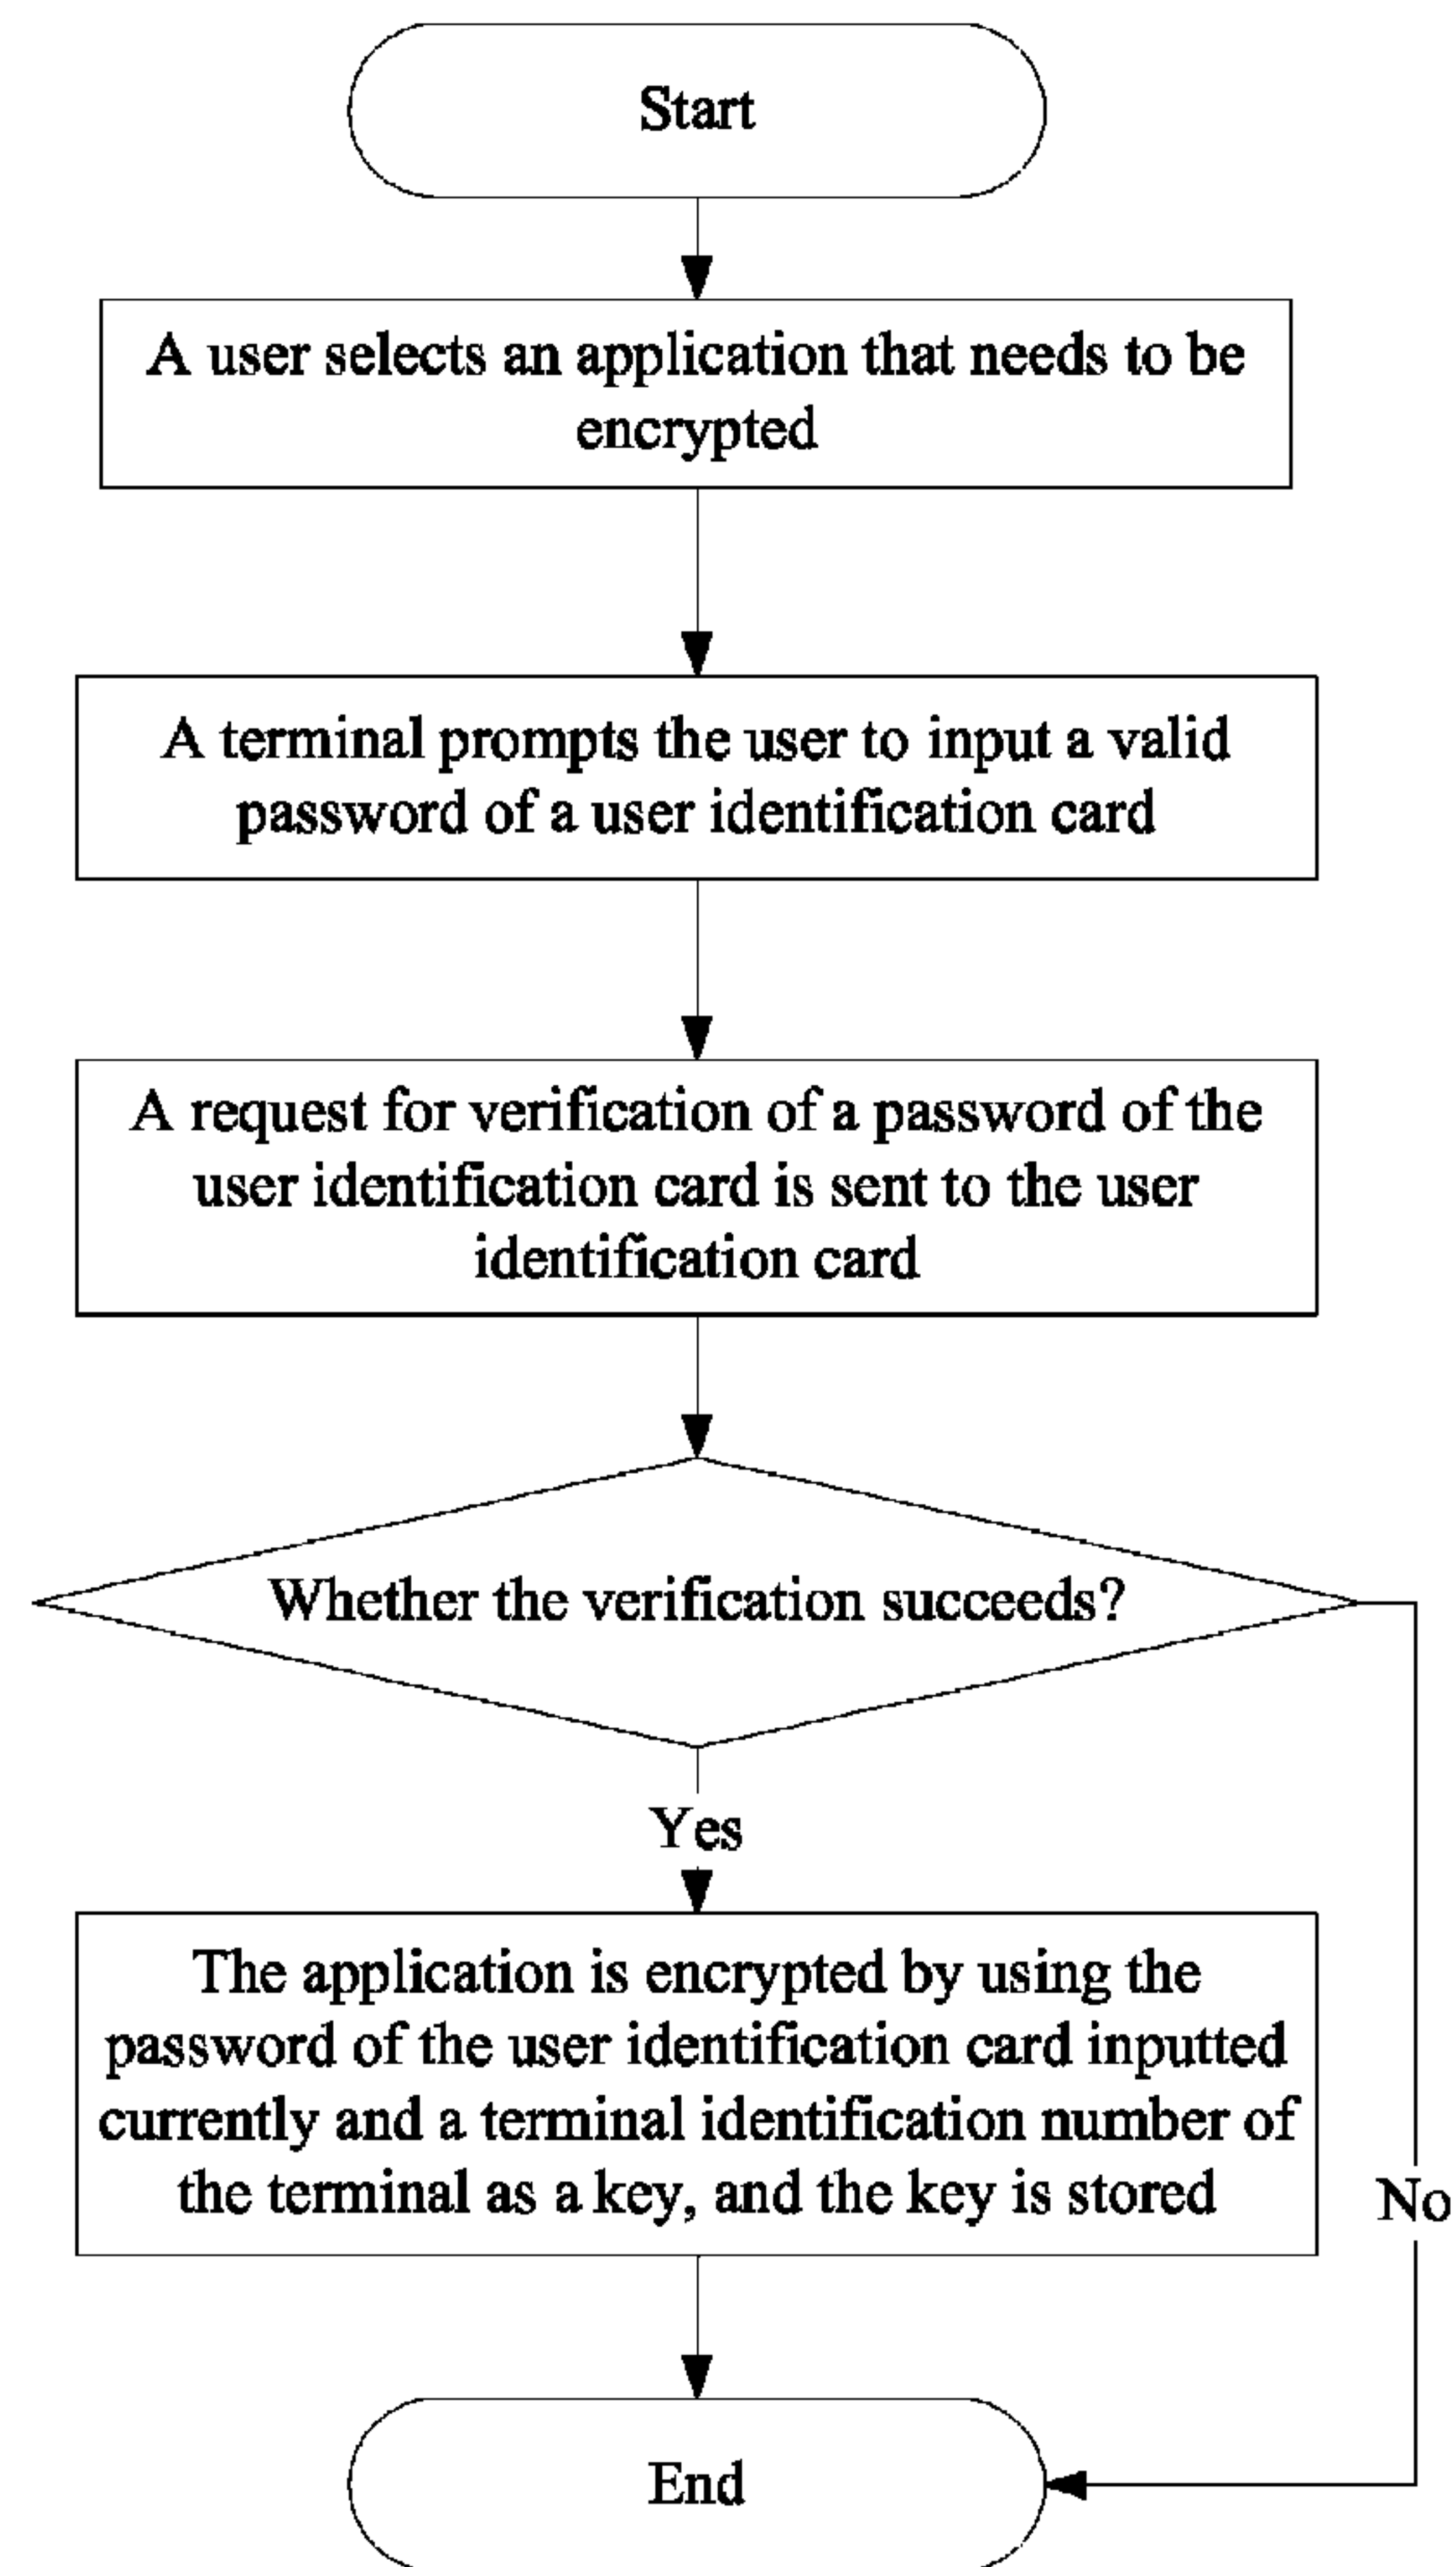 Start
A user selects an application that needs to be
encrypted
A terminal prompts the user to input a valid
password of a user identification card
A request for verification of a password of the
user identification card is sent to the user
identification card
Whether the verification succeeds?
Yes
The application is encrypted by using the
password of the user identification card inputted
currently and a terminal identification number of
the terminal as a key, and the key is stored
No
End